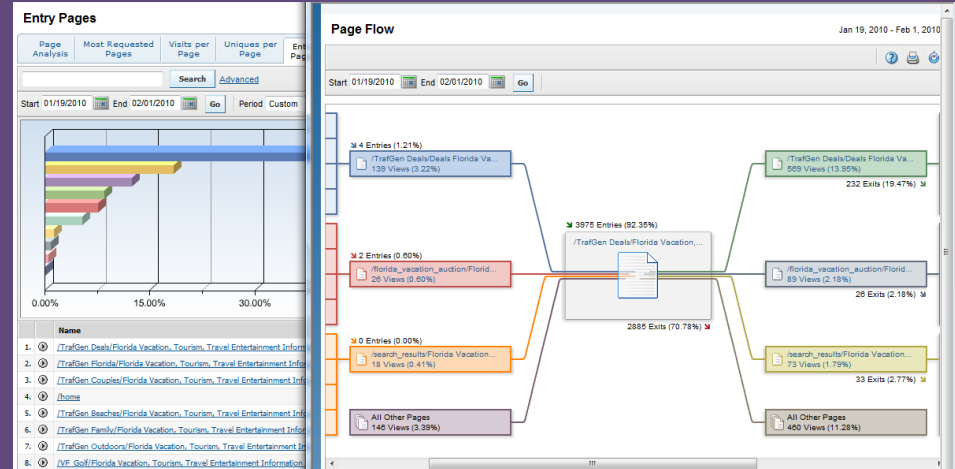 Entry Pages
Page Analysis
Most Requested Pages
Visits per Page
Uniques per Page
Search
Advanced
Start 01/19/2010 End 02/01/2010 Go Period Custom
0.00% 15.00% 30.00%
Name
1. /TrafGen Deals/Florida Vacation, Tourism, Travel Entertainment Inform
2. /TrafGen Florida/Florida Vacation, Tourism, Travel Entertainment Info
3. /TrafGen Couples/Florida Vacation, Tourism, Travel Entertainment Info
4. /home
5. /TrafGen Beaches/Florida Vacation, Tourism, Travel Entertainment Info
6. /TrafGen Family/Florida Vacation, Tourism, Travel Entertainment Infor
7. /TrafGen Outdoors/Florida Vacation, Tourism, Travel Entertainment In
8. /VF_Golf/Florida Vacation, Tourism, Travel Entertainment Information
Page Flow
Jan 19, 2010 - Feb 1, 2010
Start 01/19/2010 End 02/01/2010 Go
4 Entries (1.21%)
/TrafGen Deals/Deals Florida Va...
139 Views (3.22%)
2 Entries (0.60%)
/florida_vacation_auction/Florid...
26 Views (0.60%)
0 Entries (0.00%)
/search_results/Florida Vacation...
18 Views (0.41%)
All Other Pages
146 Views (3.39%)
3975 Entries (92.35%)
/TrafGen Deals/Florida Vacation,...
2885 Exits (70.78%)
/TrafGen Deals/Deals Florida Va...
569 Views (13.95%)
232 Exits (19.47%)
/florida_vacation_auction/Florid...
89 Views (2.18%)
26 Exits (2.18%)
/search_results/Florida Vacation...
73 Views (1.79%)
33 Exits (2.77%)
All Other Pages
460 Views (11.28%)